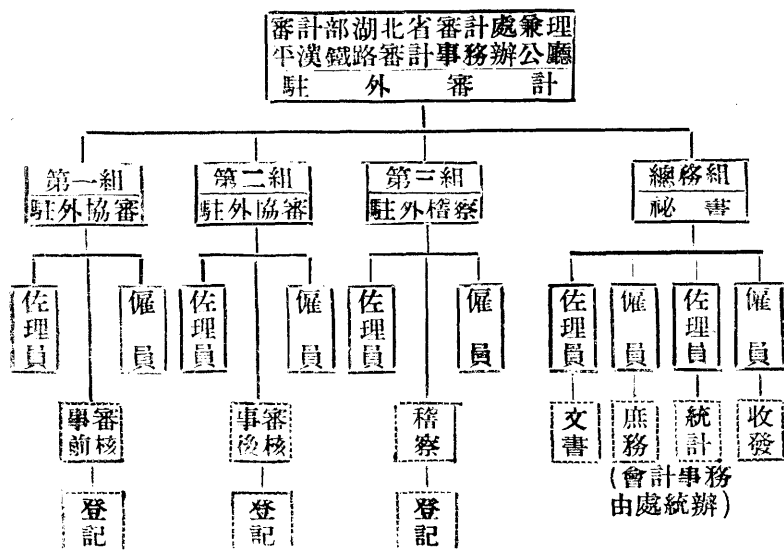 審計部湖北省審計處兼理
平漢鐵路審計事務辦公廳
駐外審計
第一組
駐外協審
第二組
駐外協審
第三組
駐外稽察
總務組
祕書
佐理員
僱員
佐理員
僱員
佐理員
僱員
佐理員
僱員
佐理員
僱員
事前審核
事後審核
稽察
文書
庶務
統計
收發
(會計事務
由處統辦)
登記
登記
登記